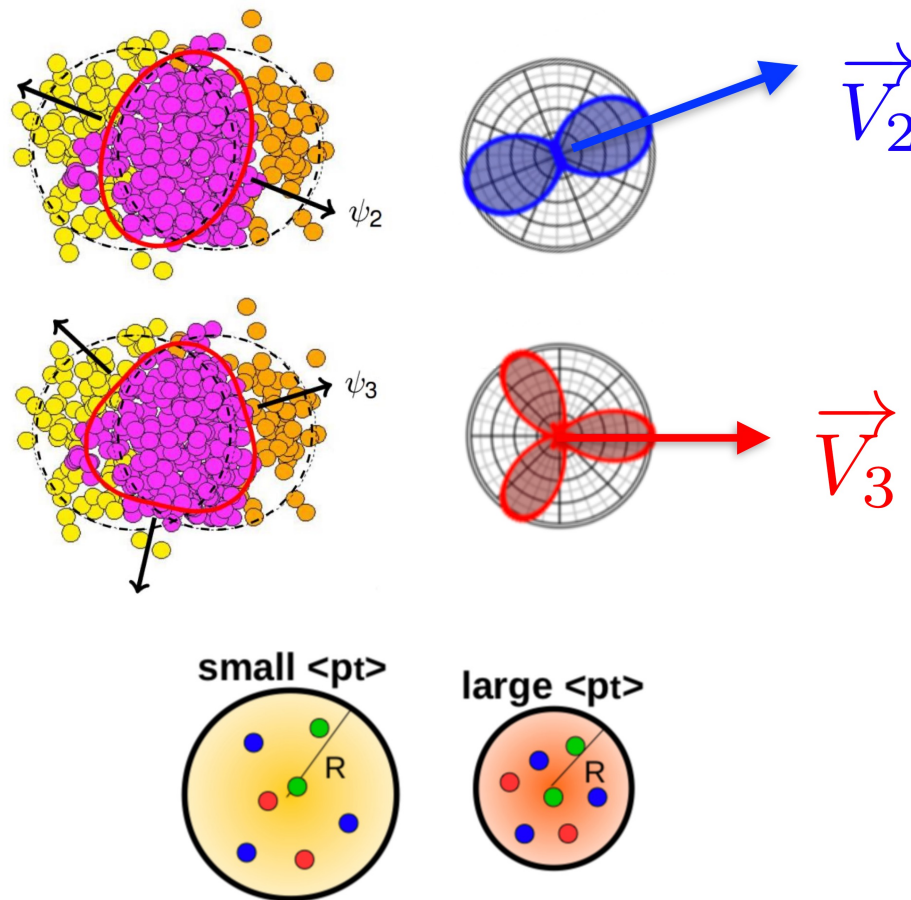 ψ₂
V₂
ψ₃
V₃
small <pt>
large <pt>
R
R